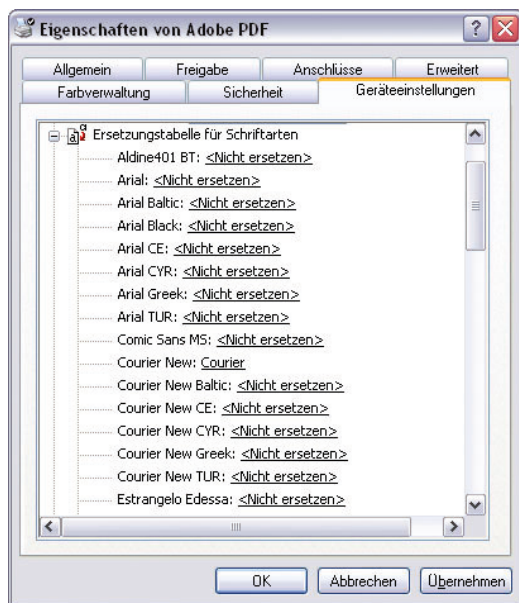 Eigenschaften von Adobe PDF
Allgemein Freigabe Anschlüsse Erweitert
Farbverwaltung Sicherheit Geräteeinstellungen
Ersetzungstabelle für Schriftarten
Aldine401 BT: <Nicht ersetzen>
Arial: <Nicht ersetzen>
Arial Baltic: <Nicht ersetzen>
Arial Black: <Nicht ersetzen>
Arial CE: <Nicht ersetzen>
Arial CYR: <Nicht ersetzen>
Arial Greek: <Nicht ersetzen>
Arial TUR: <Nicht ersetzen>
Comic Sans MS: <Nicht ersetzen>
Courier New: Courier
Courier New Baltic: <Nicht ersetzen>
Courier New CE: <Nicht ersetzen>
Courier New CYR: <Nicht ersetzen>
Courier New Greek: <Nicht ersetzen>
Courier New TUR: <Nicht ersetzen>
Estrangelo Edessa: <Nicht ersetzen>
OK Abbrechen Übernehmen